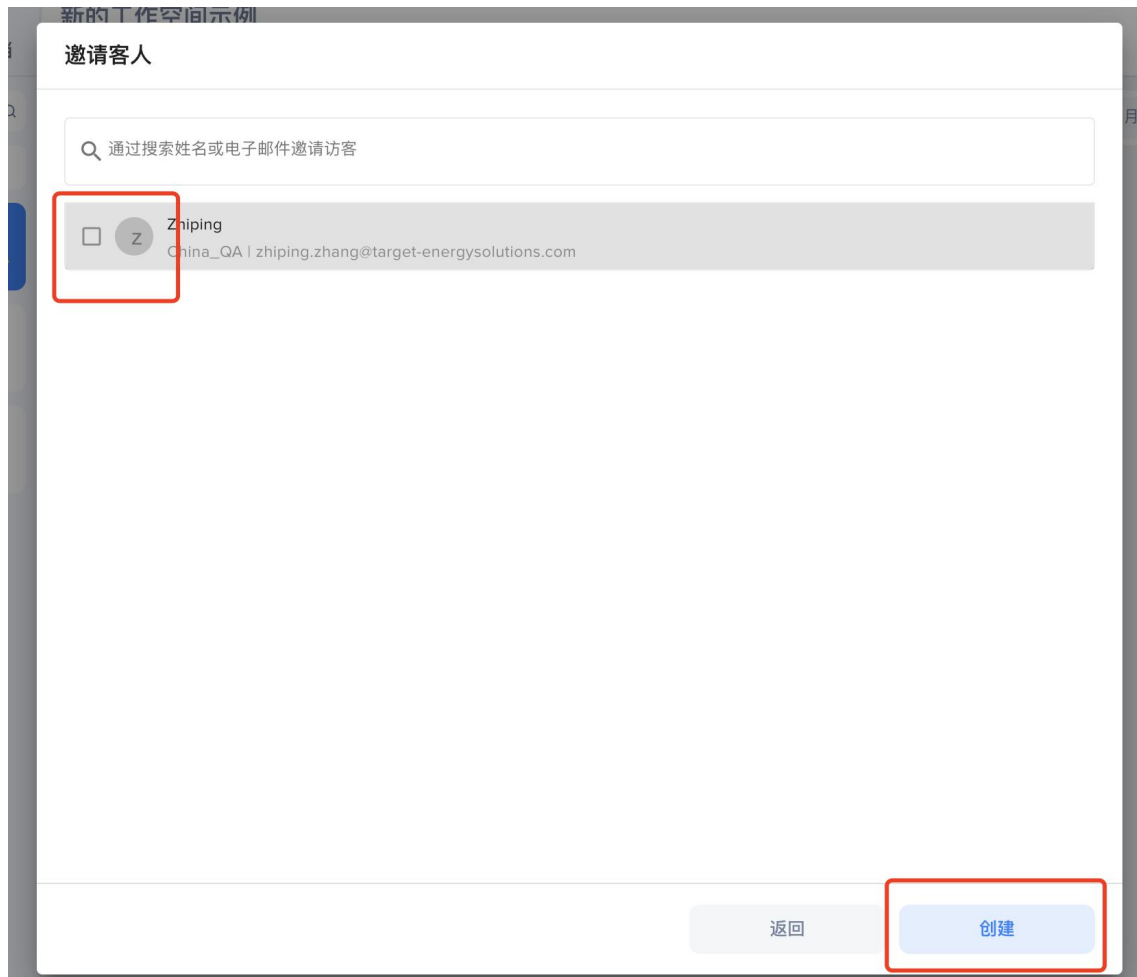 新的工作空间示例
邀请客人
通过搜索姓名或电子邮件邀请访客
Z
Zhiping
China_QA | zhiping.zhang@target-energysolutions.com
月
返回
创建